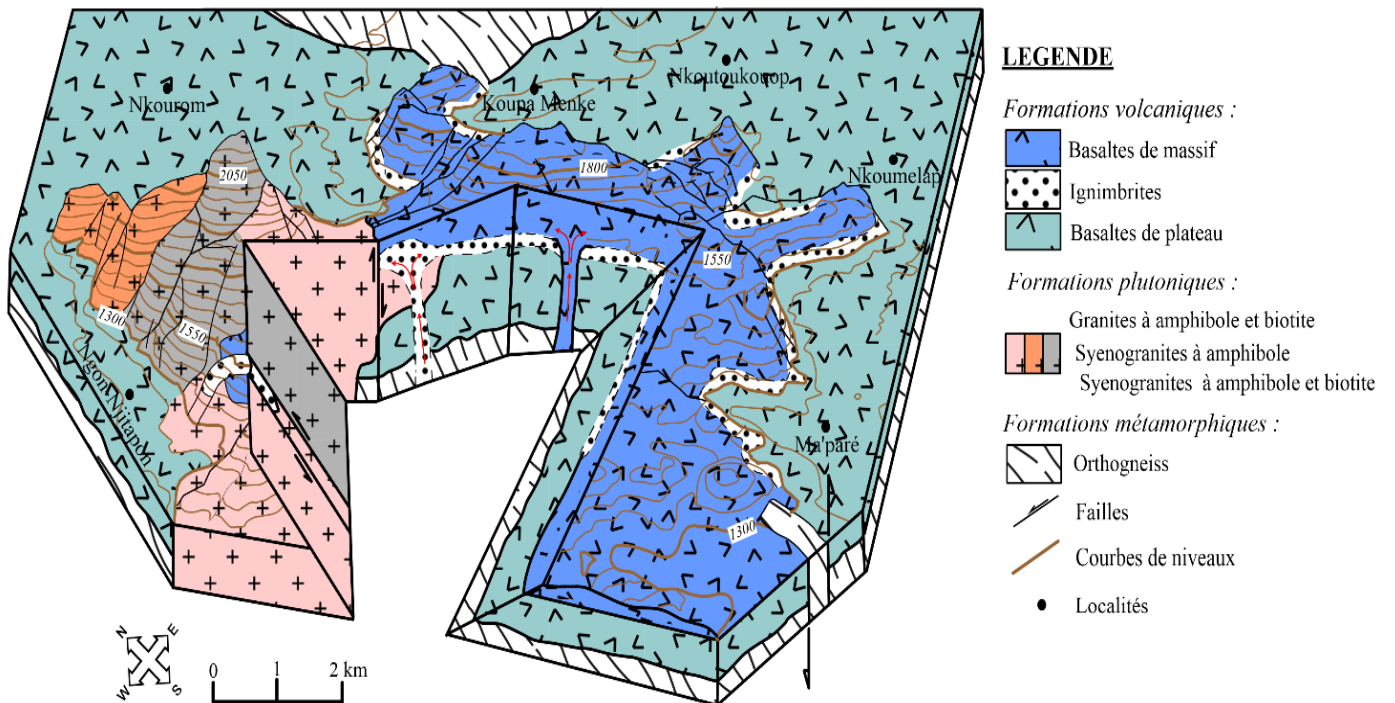 Nkourom
Koupa Menke
Nkoutoukouop
Nkoumelap
2050
1800
1550
1300
1550
Ngom Njitapon
Ma'paré
1300
N
E
W
S
0 1 2 km
LEGENDE
Formations volcaniques :
Basaltes de massif
Ignimbrites
Basaltes de plateau
Formations plutoniques :
Granites à amphibole et biotite
Syenogranites à amphibole
Syenogranites à amphibole et biotite
Formations métamorphiques :
Orthogneiss
Failles
Courbes de niveaux
Localités